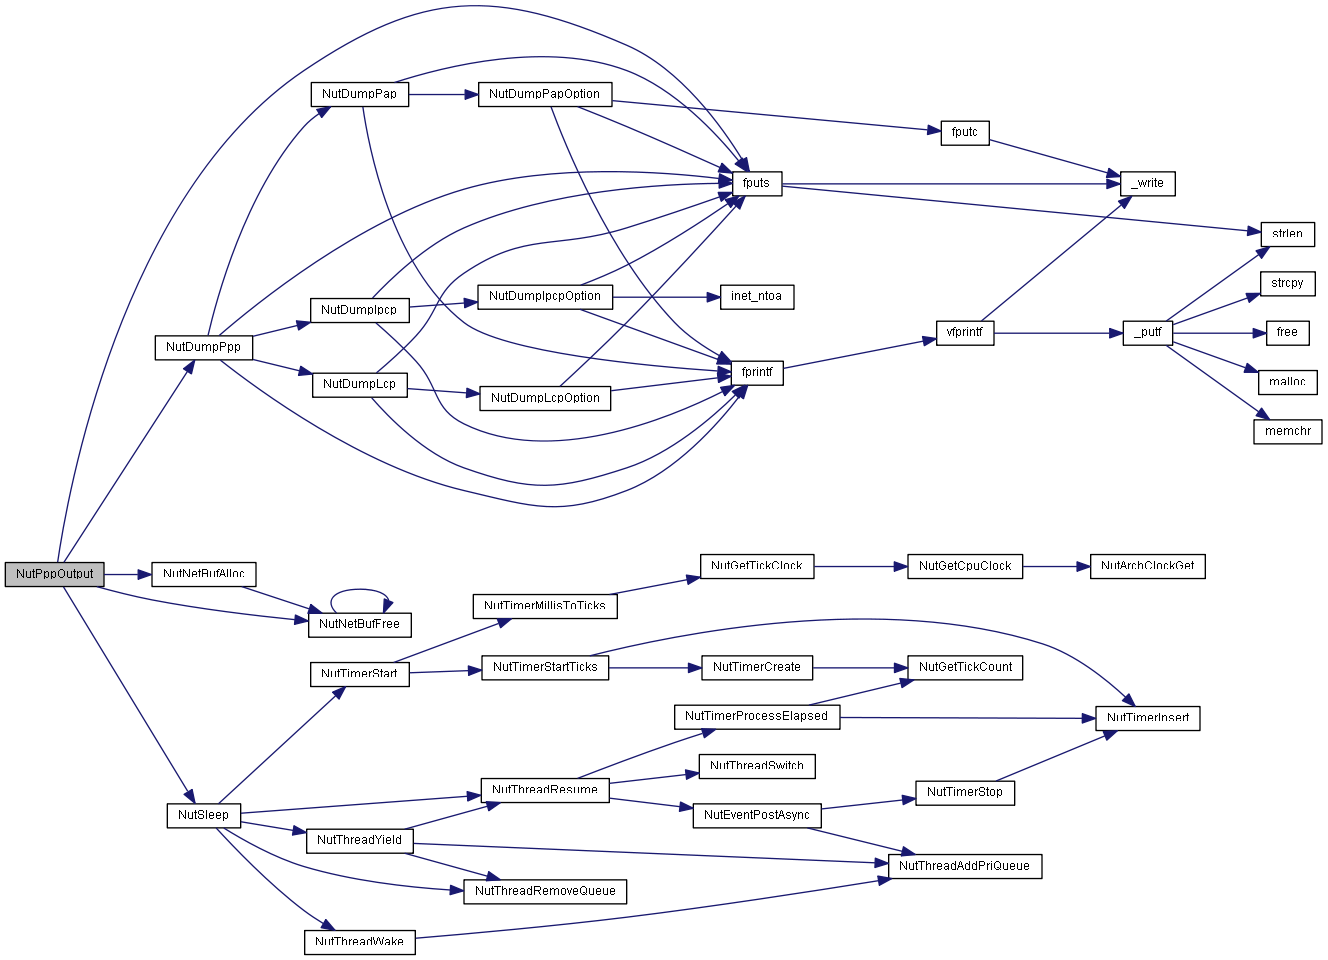 NutPppOutput
NutDumpPpp
NutNetBufAlloc
NutSleep
NutDumpPap
NutDumpIpcp
NutDumpLcp
NutNetBufFree
NutTimerStart
NutThreadYield
NutThreadWake
NutDumpPapOption
NutDumpIpcpOption
NutDumpLcpOption
NutTimerMillisToTicks
NutTimerStartTicks
NutThreadResume
NutThreadRemoveQueue
fputs
inet_ntoa
fprintf
NutGetTickClock
NutTimerCreate
NutTimerProcessElapsed
NutThreadSwitch
NutEventPostAsync
fputc
vfprintf
NutGetCpuClock
NutGetTickCount
NutTimerStop
NutThreadAddPriQueue
_write
_putf
NutArchClockGet
NutTimerInsert
strlen
strcpy
free
malloc
memchr